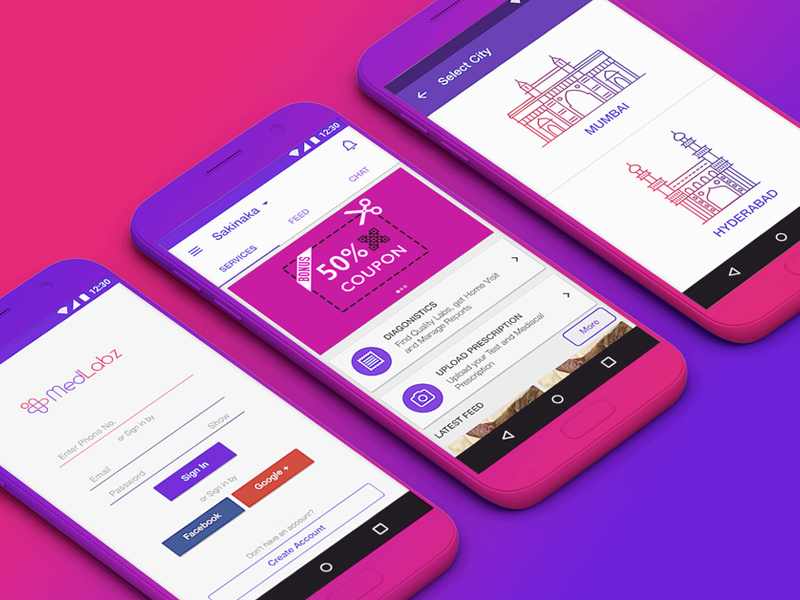 MedLabz
Enter Phone No.
or Sign in by
Email
Password
Show
Sign In
or Sign in by
Facebook
Google +
Don't have an account?
Create Account
12:30
Sakinaka
SERVICES
FEED
CHAT
BONUS
50%
COUPON
DIAGONISTICS
Find Quality Labs, get Home Visit
and Manage Reports
UPLOAD PRESCRIPTION
Upload your Test and Mediacal
Prescription
LATEST FEED
More
Select City
MUMBAI
HYDERABAD